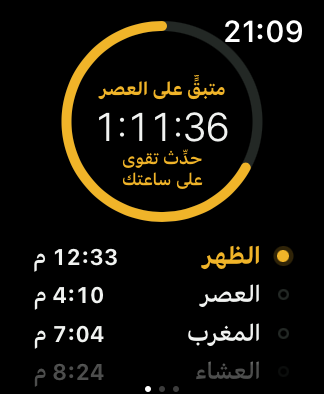 21:09
متبقٍّ على العصر
1:11:36
حدِّث تقوى
على ساعتك
الظهر 12:33 م
العصر 4:10 م
المغرب 7:04 م
العشاء 8:24 م